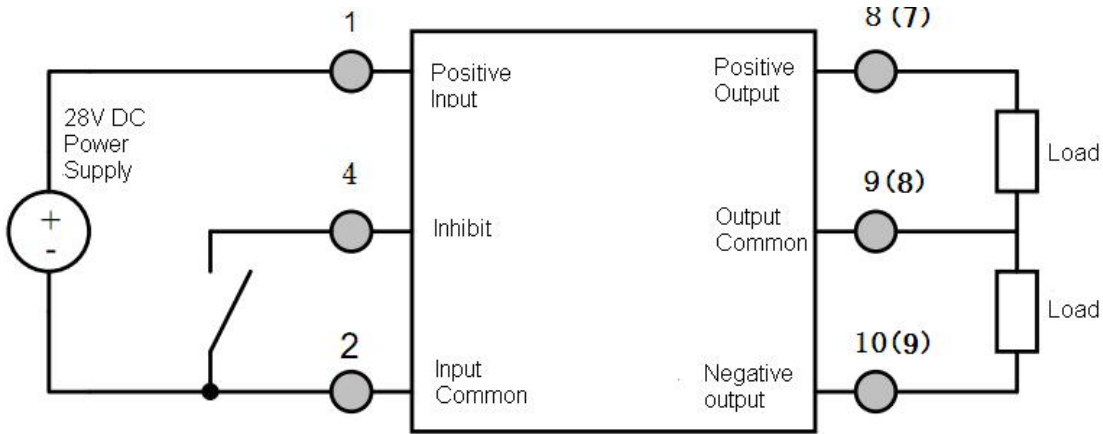 1
8 (7)
Positive
Input
Positive
Output
28V DC
Power
Supply
Load
4
9 (8)
+
-
Inhibit
Output
Common
Load
2
10 (9)
Input
Common
Negative
output